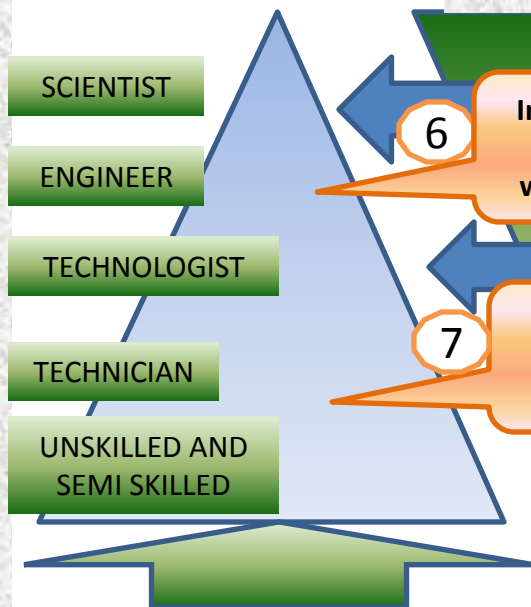 SCIENTIST
6
ENGINEER
TECHNOLOGIST
7
TECHNICIAN
UNSKILLED AND
SEMI SKILLED